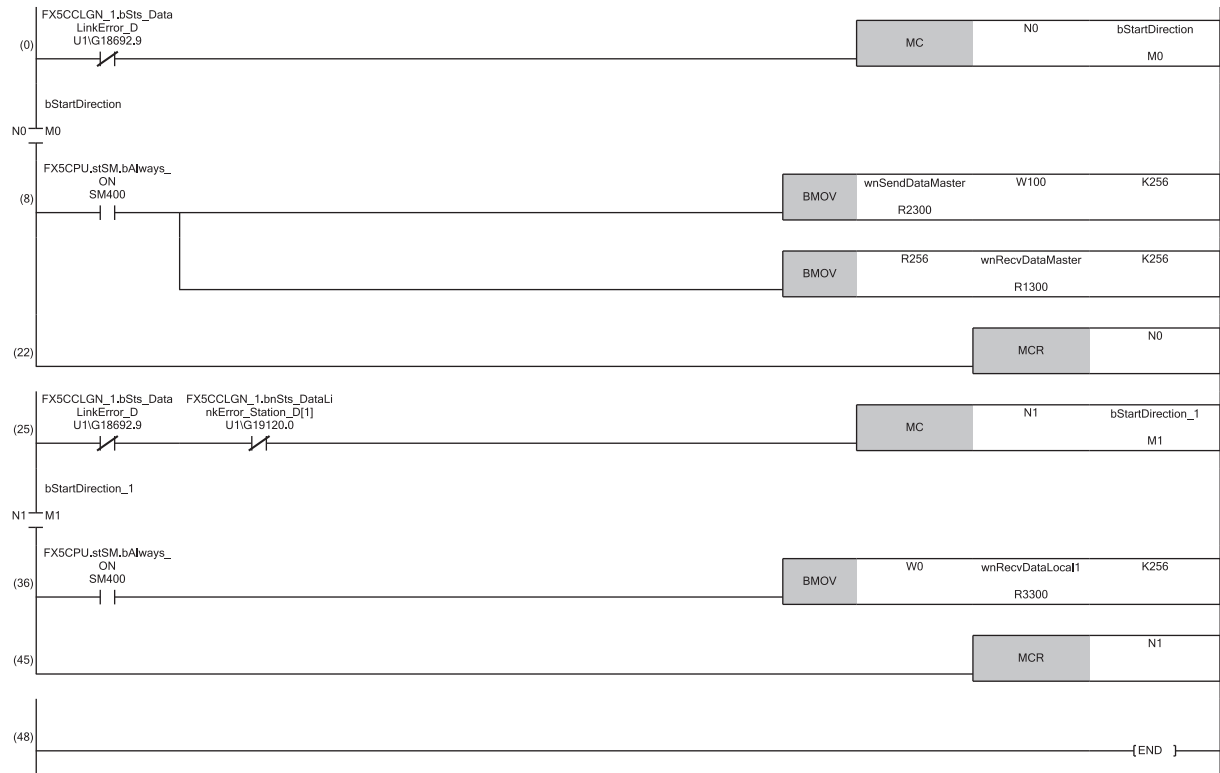 FX5CCLGN_1.bSts_Data
LinkError_D
U1\G18692.9
(0)
MC
N0
bStartDirection
M0
bStartDirection
N0 M0
FX5CPU.stSM.bAlways_
ON
SM400
(8)
BMOV
wnSendDataMaster
R2300
W100
K256
BMOV
R256
wnRecvDataMaster
R1300
K256
(22)
MCR
N0
FX5CCLGN_1.bSts_Data
LinkError_D
U1\G18692.9
FX5CCLGN_1.bnSts_DataLi
nkError_Station_D[1]
U1\G19120.0
(25)
MC
N1
bStartDirection_1
M1
bStartDirection_1
N1 M1
FX5CPU.stSM.bAlways_
ON
SM400
(36)
BMOV
W0
wnRecvDataLocal1
R3300
K256
(45)
MCR
N1
(48)
[END ]